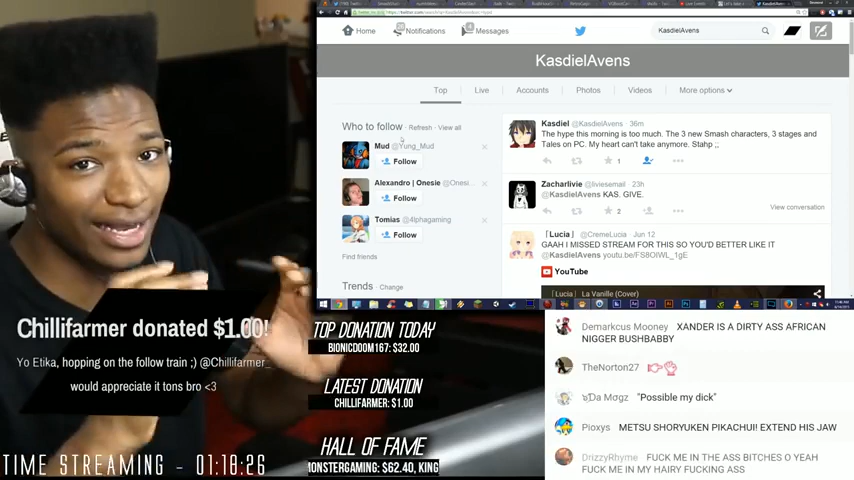 Home
Notifications
Messages
KasdielAvens
KasdielAvens
Top
Live
Accounts
Photos
Videos
More options
Who to follow · Refresh · View all
Mud @Yung_Mud
Follow
Alexandro | Onesie @Onesi...
Follow
Tomias @4lphagaming
Follow
Find friends
Trends · Change
Kasdiel @KasdielAvens · 36m
The hype this morning is too much. The 3 new Smash characters, 3 stages and
Tales on PC. My heart can't take anymore. Stahp ;;
1
Zacharlivie @liviesemail · 23h
@KasdielAvens KAS. GIVE.
2
View conversation
「Lucia」 @CremeLucia · Jun 12
GAAH I MISSED STREAM FOR THIS SO YOU'D BETTER LIKE IT
@KasdielAvens youtu.be/FS8OIWL_1gE
YouTube
[Lucia] La Vanille (Cover)
Chillifarmer donated $1.00!
Yo Etika, hopping on the follow train ;) @Chillifarmer_
would appreciate it tons bro <3
TOP DONATION TODAY
BIONICDOOM167: $32.00
LATEST DONATION
CHILLIFARMER: $1.00
HALL OF FAME
MONSTERGAMING: $62.40, KING
TIME STREAMING - 01:18:26
Demarkus Mooney XANDER IS A DIRTY ASS AFRICAN
NIGGER BUSHBABBY
TheNorton27
Da Mσgz "Possible my dick"
Pioxys METSU SHORYUKEN PIKACHU!! EXTEND HIS JAW
DrizzyRhyme FUCK ME IN THE ASS BITCHES O YEAH
FUCK ME IN MY HAIRY FUCKING ASS